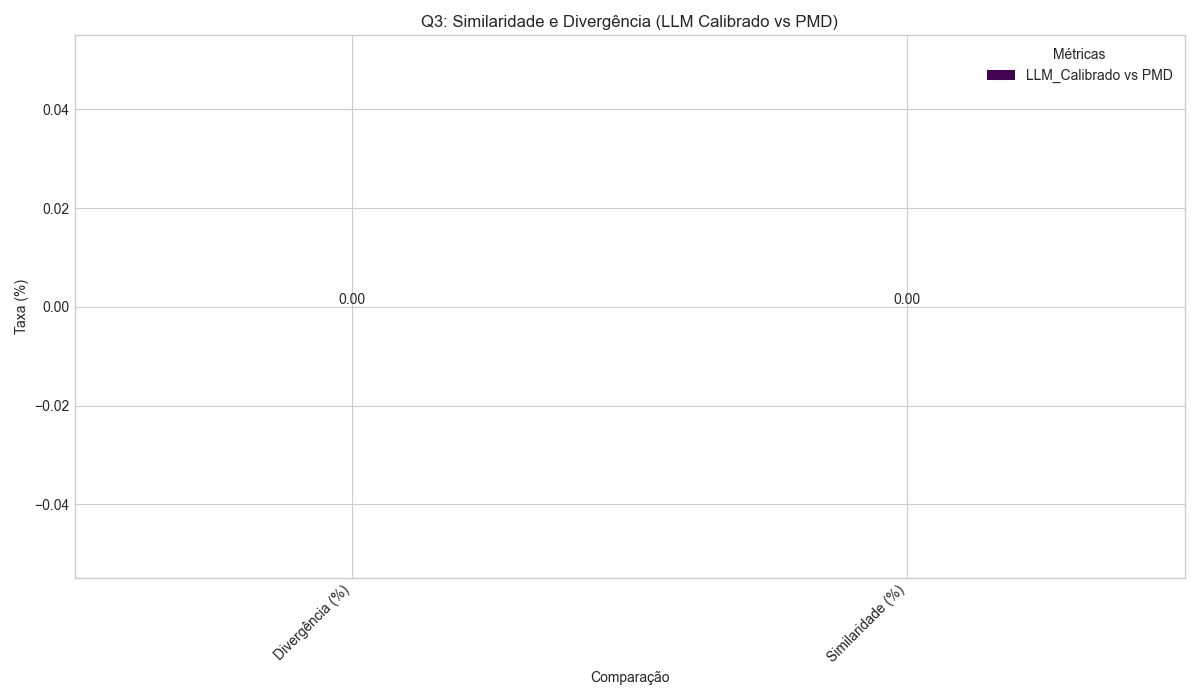 Q3: Similaridade e Divergência (LLM Calibrado vs PMD)
Métricas
LLM_Calibrado vs PMD
Taxa (%)
0.04
0.02
0.00
−0.02
−0.04
0.00
0.00
Divergência (%)
Similaridade (%)
Comparação